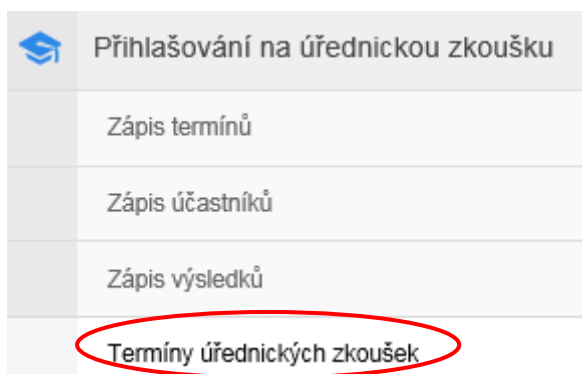 Přihlašování na úřednickou zkoušku
Zápis termínů
Zápis účastníků
Zápis výsledků
Termíny úřednických zkoušek